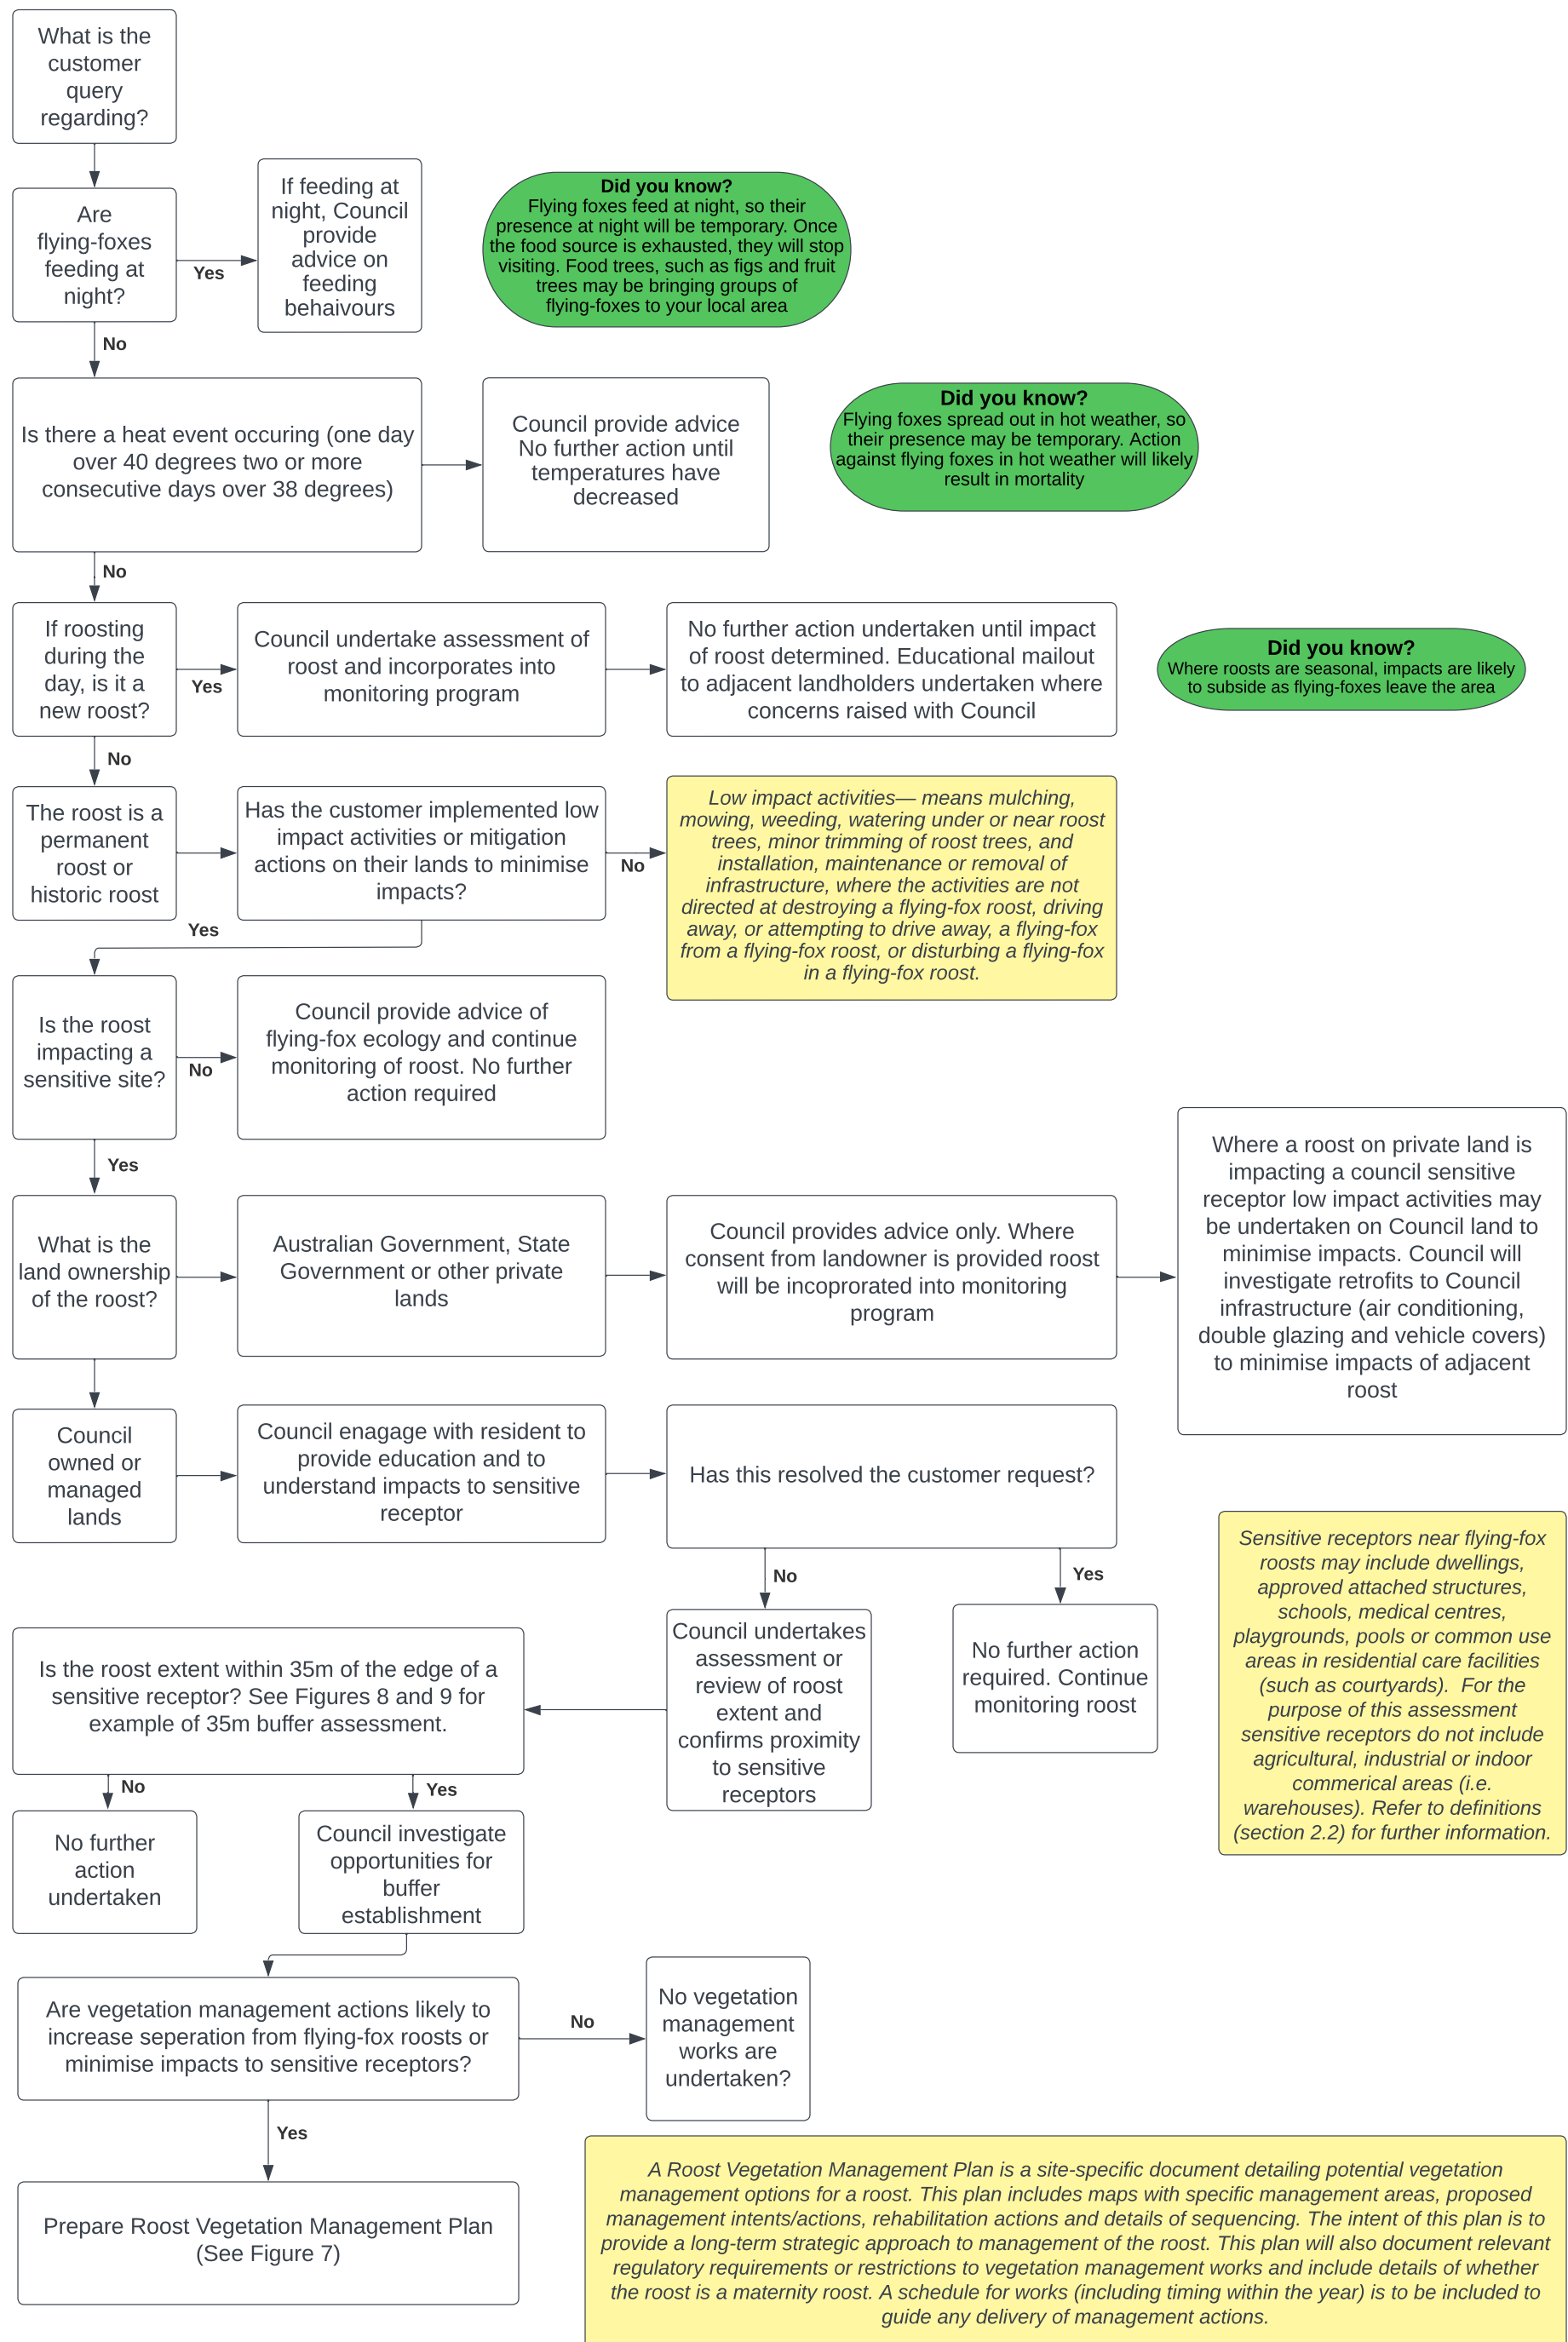 What is the
customer
query
regarding?
Are
flying-foxes
feeding at
night?
Yes
If feeding at
night, Council
provide
advice on
feeding
behaivours
Did you know?
Flying foxes feed at night, so their
presence at night will be temporary. Once
the food source is exhausted, they will stop
visiting. Food trees, such as figs and fruit
trees may be bringing groups of
flying-foxes to your local area
No
Is there a heat event occuring (one day
over 40 degrees two or more
consecutive days over 38 degrees)
Council provide advice
No further action until
temperatures have
decreased
Did you know?
Flying foxes spread out in hot weather, so
their presence may be temporary. Action
against flying foxes in hot weather will likely
result in mortality
No
If roosting
during the
day, is it a
new roost?
Yes
Council undertake assessment of
roost and incorporates into
monitoring program
No further action undertaken until impact
of roost determined. Educational mailout
to adjacent landholders undertaken where
concerns raised with Council
Did you know?
Where roosts are seasonal, impacts are likely
to subside as flying-foxes leave the area
No
The roost is a
permanent
roost or
historic roost
Has the customer implemented low
impact activities or mitigation
actions on their lands to minimise
impacts?
No
Low impact activities— means mulching,
mowing, weeding, watering under or near roost
trees, minor trimming of roost trees, and
installation, maintenance or removal of
infrastructure, where the activities are not
directed at destroying a flying-fox roost, driving
away, or attempting to drive away, a flying-fox
from a flying-fox roost, or disturbing a flying-fox
in a flying-fox roost.
Yes
Is the roost
impacting a
sensitive site?
No
Council provide advice of
flying-fox ecology and continue
monitoring of roost. No further
action required
Yes
What is the
land ownership
of the roost?
Australian Government, State
Government or other private
lands
Council provides advice only. Where
consent from landowner is provided roost
will be incoprorated into monitoring
program
Where a roost on private land is
impacting a council sensitive
receptor low impact activities may
be undertaken on Council land to
minimise impacts. Council will
investigate retrofits to Council
infrastructure (air conditioning,
double glazing and vehicle covers)
to minimise impacts of adjacent
roost
Council
owned or
managed
lands
Council enagage with resident to
provide education and to
understand impacts to sensitive
receptor
Has this resolved the customer request?
No
Yes
Sensitive receptors near flying-fox
roosts may include dwellings,
approved attached structures,
schools, medical centres,
playgrounds, pools or common use
areas in residential care facilities
(such as courtyards).  For the
purpose of this assessment
sensitive receptors do not include
agricultural, industrial or indoor
commerical areas (i.e.
warehouses). Refer to definitions
(section 2.2) for further information.
Council undertakes
assessment or
review of roost
extent and
confirms proximity
to sensitive
receptors
No further action
required. Continue
monitoring roost
Is the roost extent within 35m of the edge of a
sensitive receptor? See Figures 8 and 9 for
example of 35m buffer assessment.
No
Yes
No further
action
undertaken
Council investigate
opportunities for
buffer
establishment
Are vegetation management actions likely to
increase seperation from flying-fox roosts or
minimise impacts to sensitive receptors?
No
No vegetation
management
works are
undertaken?
Yes
Prepare Roost Vegetation Management Plan
(See Figure 7)
A Roost Vegetation Management Plan is a site-specific document detailing potential vegetation
management options for a roost. This plan includes maps with specific management areas, proposed
management intents/actions, rehabilitation actions and details of sequencing. The intent of this plan is to
provide a long-term strategic approach to management of the roost. This plan will also document relevant
regulatory requirements or restrictions to vegetation management works and include details of whether
the roost is a maternity roost. A schedule for works (including timing within the year) is to be included to
guide any delivery of management actions.